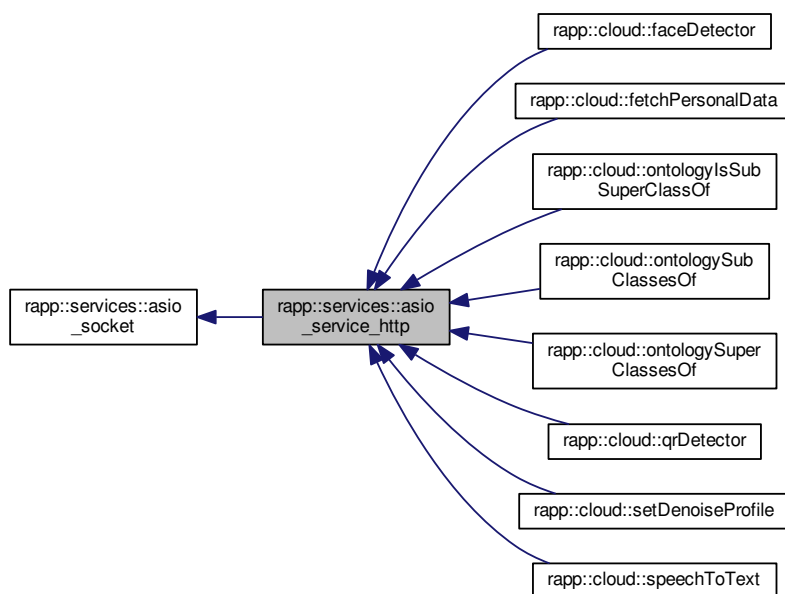 rapp::cloud::faceDetector
rapp::cloud::fetchPersonalData
rapp::cloud::ontologyIsSub
SuperClassOf
rapp::cloud::ontologySub
ClassesOf
rapp::services::asio
_socket
rapp::services::asio
_service_http
rapp::cloud::ontologySuper
ClassesOf
rapp::cloud::qrDetector
rapp::cloud::setDenoiseProfile
rapp::cloud::speechToText